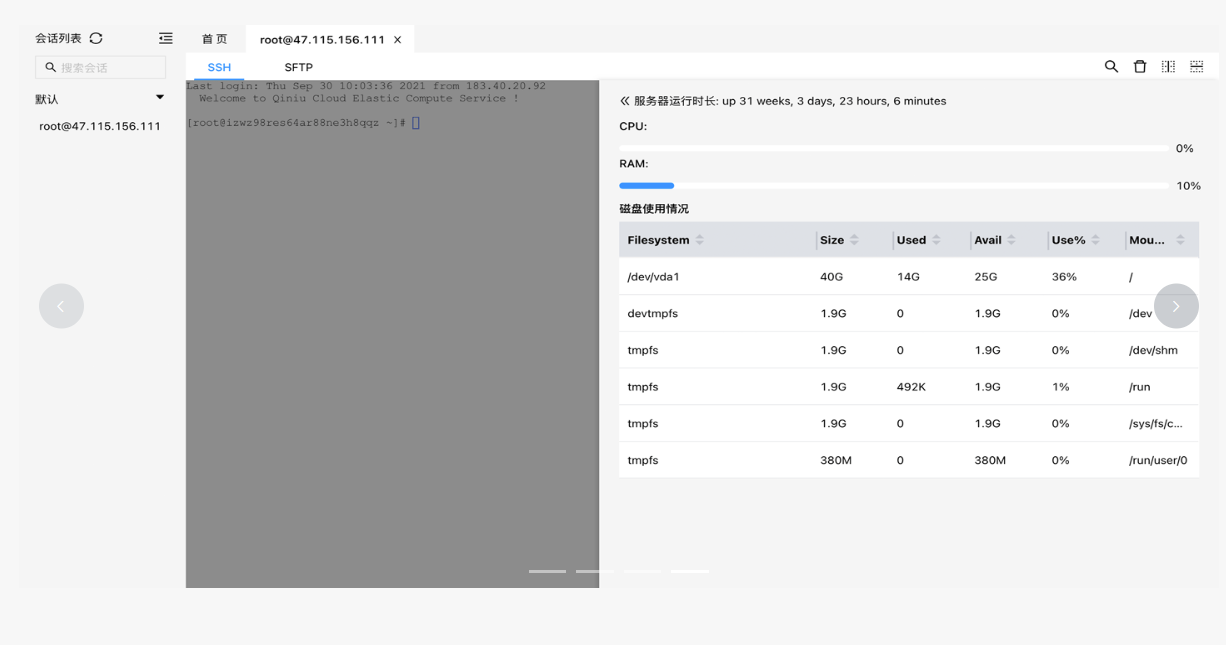 会话列表
首 页
root@47.115.156.111
搜索会话
SSH
SFTP
默认
root@47.115.156.111
Last login: Thu Sep 30 10:03:36 2021 from 183.40.20.92
Welcome to Qiniu Cloud Elastic Compute Service !
[root@izwz98res64ar88ne3h8qqz ~]#
服务器运行时长: up 31 weeks, 3 days, 23 hours, 6 minutes
CPU:
0%
RAM:
10%
磁盘使用情况
Filesystem Size Used Avail Use% Mou...
/dev/vda1 40G 14G 25G 36% /
devtmpfs 1.9G 0 1.9G 0% /dev
tmpfs 1.9G 0 1.9G 0% /dev/shm
tmpfs 1.9G 492K 1.9G 1% /run
tmpfs 1.9G 0 1.9G 0% /sys/fs/c...
tmpfs 380M 0 380M 0% /run/user/0